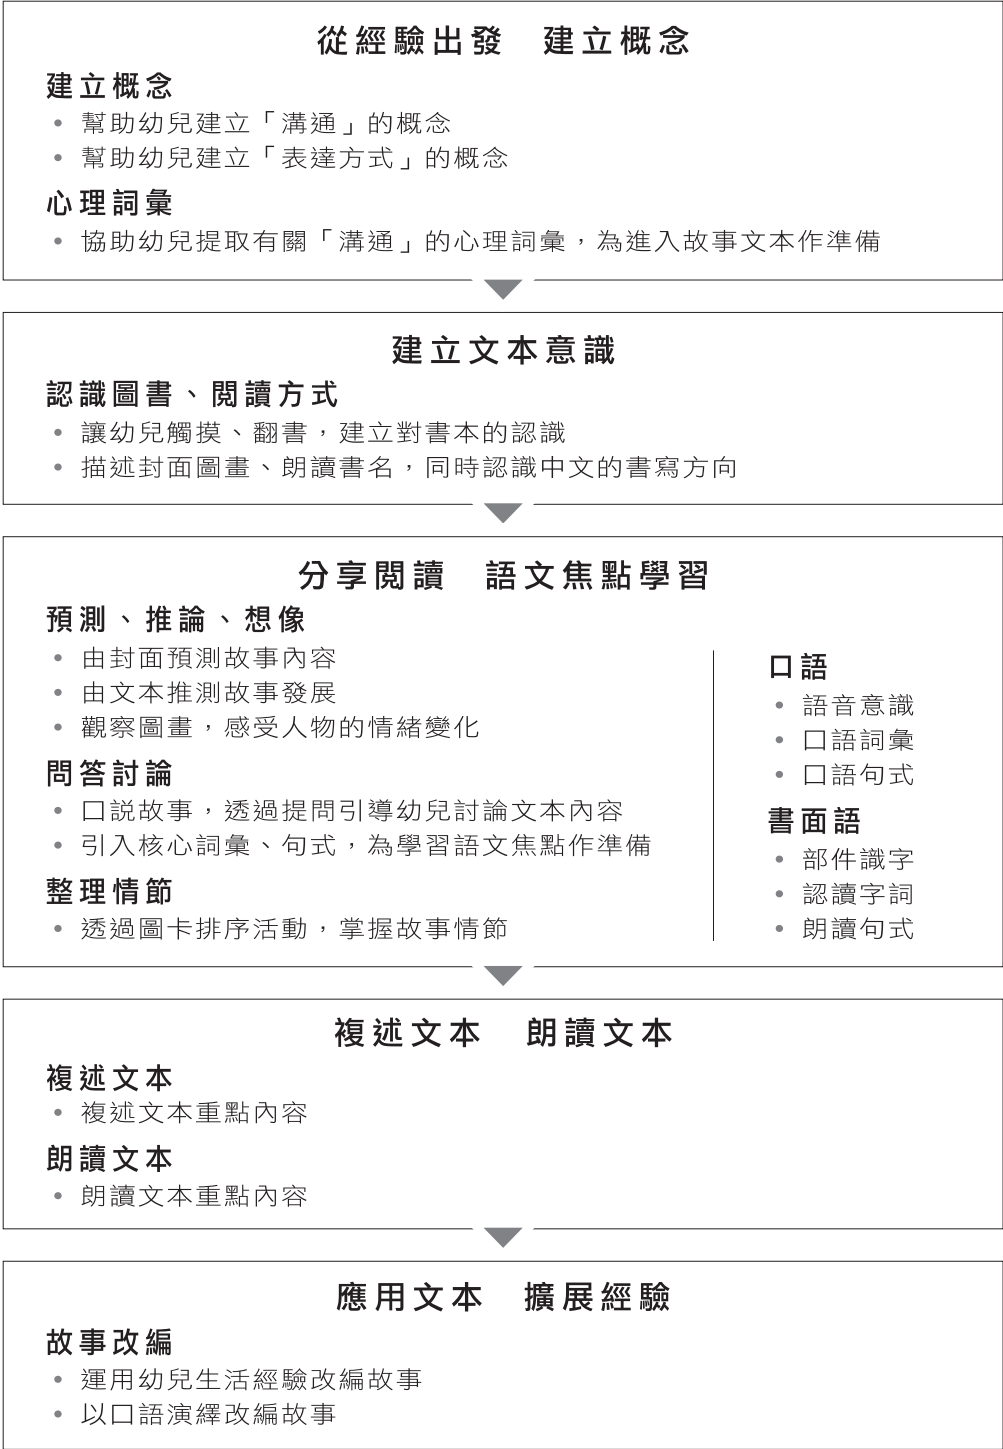 從經驗出發　建立概念
建立概念
• 幫助幼兒建立「溝通」的概念
• 幫助幼兒建立「表達方式」的概念
心理詞彙
• 協助幼兒提取有關「溝通」的心理詞彙，為進入故事文本作準備
建立文本意識
認識圖書、閱讀方式
• 讓幼兒觸摸、翻書，建立對書本的認識
• 描述封面圖畫、朗讀書名，同時認識中文的書寫方向
分享閱讀　語文焦點學習
預測、推論、想像
• 由封面預測故事內容
• 由文本推測故事發展
• 觀察圖畫，感受人物的情緒變化
問答討論
• 口說故事，透過提問引導幼兒討論文本內容
• 引入核心詞彙、句式，為學習語文焦點作準備
整理情節
• 透過圖卡排序活動，掌握故事情節
口語
• 語音意識
• 口語詞彙
• 口語句式
書面語
• 部件識字
• 認讀字詞
• 朗讀句式
複述文本　朗讀文本
複述文本
• 複述文本重點內容
朗讀文本
• 朗讀文本重點內容
應用文本　擴展經驗
故事改編
• 運用幼兒生活經驗改編故事
• 以口語演繹改編故事